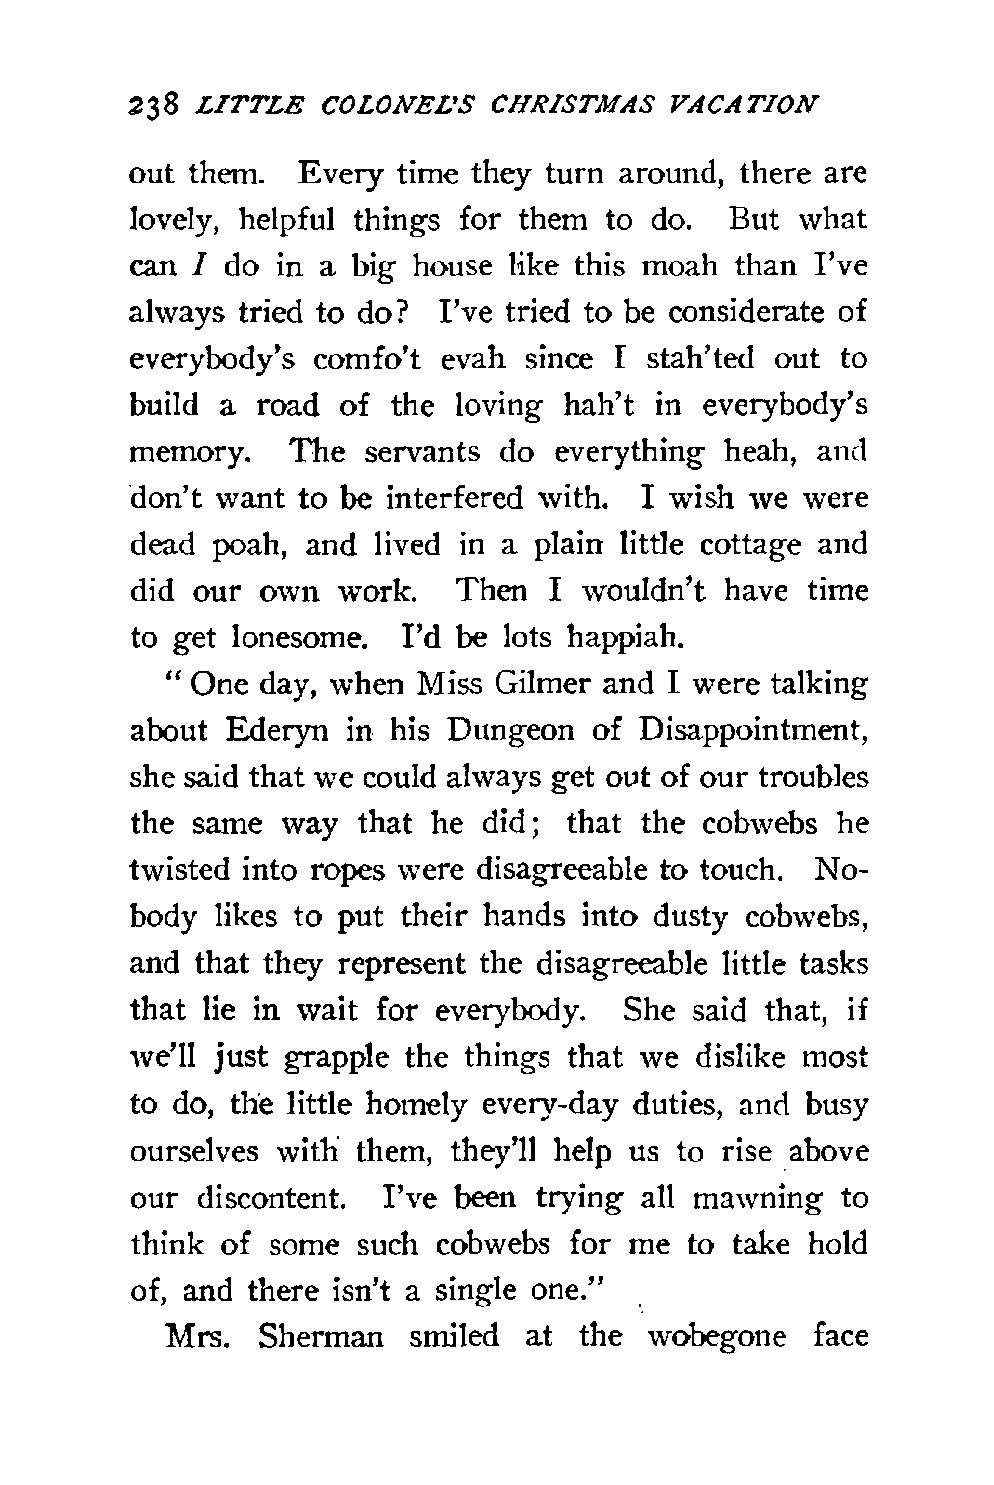 238 LITTLE COLONEL'S CHRISTMAS VACATION
out them. Every time they turn around, there are
lovely, helpful things for them to do. But what
can I do in a big house like this moah than I've
always tried to do? I've tried to be considerate of
everybody's comfo't evah since I stah'ted out to
build a road of the loving hah't in everybody's
memory. The servants do everything heah, and
don't want to be interfered with. I wish we were
dead poah, and lived in a plain little cottage and
did our own work. Then I wouldn't have time
to get lonesome. I'd be lots happiah.
"One day, when Miss Gilmer and I were talking
about Ederyn in his Dungeon of Disappointment,
she said that we could always get out of our troubles
the same way that he did; that the cobwebs he
twisted into ropes were disagreeable to touch. No-
body likes to put their hands into dusty cobwebs,
and that they represent the disagreeable little tasks
that lie in wait for everybody. She said that, if
we'll just grapple the things that we dislike most
to do, the little homely every-day duties, and busy
ourselves with them, they'll help us to rise above
our discontent. I've been trying all mawning to
think of some such cobwebs for me to take hold
of, and there isn't a single one."
Mrs. Sherman smiled at the wobegone face